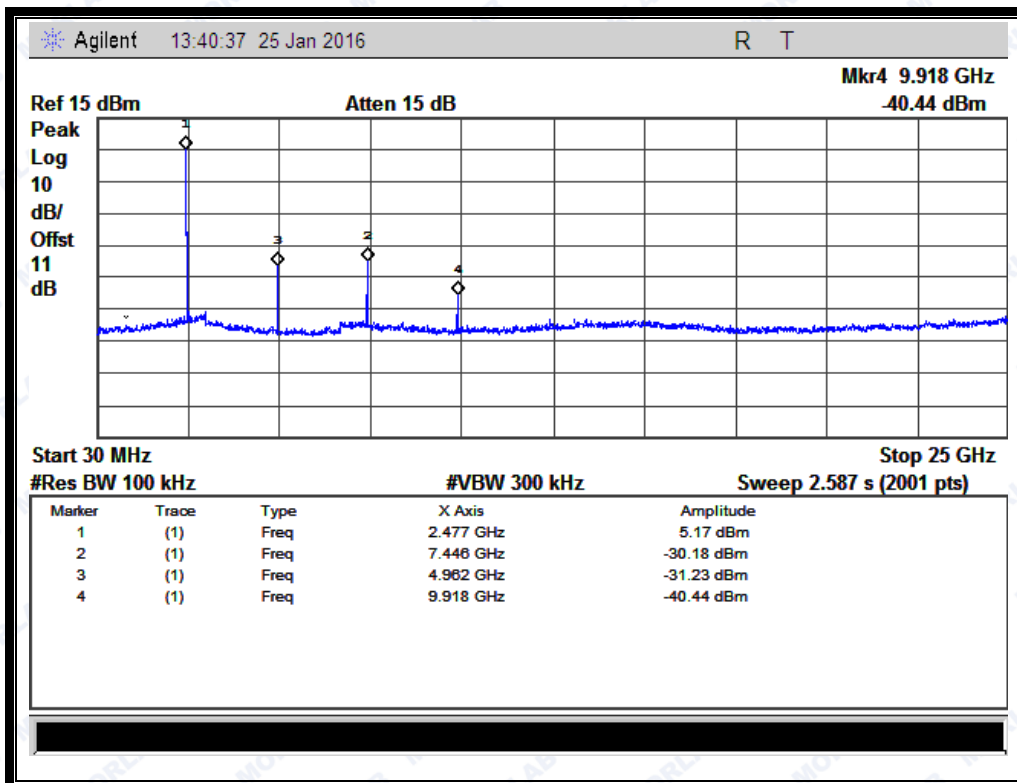 Agilent 13:40:37 25 Jan 2016 R T
Mkr4 9.918 GHz
Ref 15 dBm Atten 15 dB -40.44 dBm
Peak
Log
10
dB/
Offst
11
dB
1
3
2
4
Start 30 MHz Stop 25 GHz
#Res BW 100 kHz #VBW 300 kHz Sweep 2.587 s (2001 pts)
Marker Trace Type X Axis Amplitude
1 (1) Freq 2.477 GHz 5.17 dBm
2 (1) Freq 7.446 GHz -30.18 dBm
3 (1) Freq 4.962 GHz -31.23 dBm
4 (1) Freq 9.918 GHz -40.44 dBm